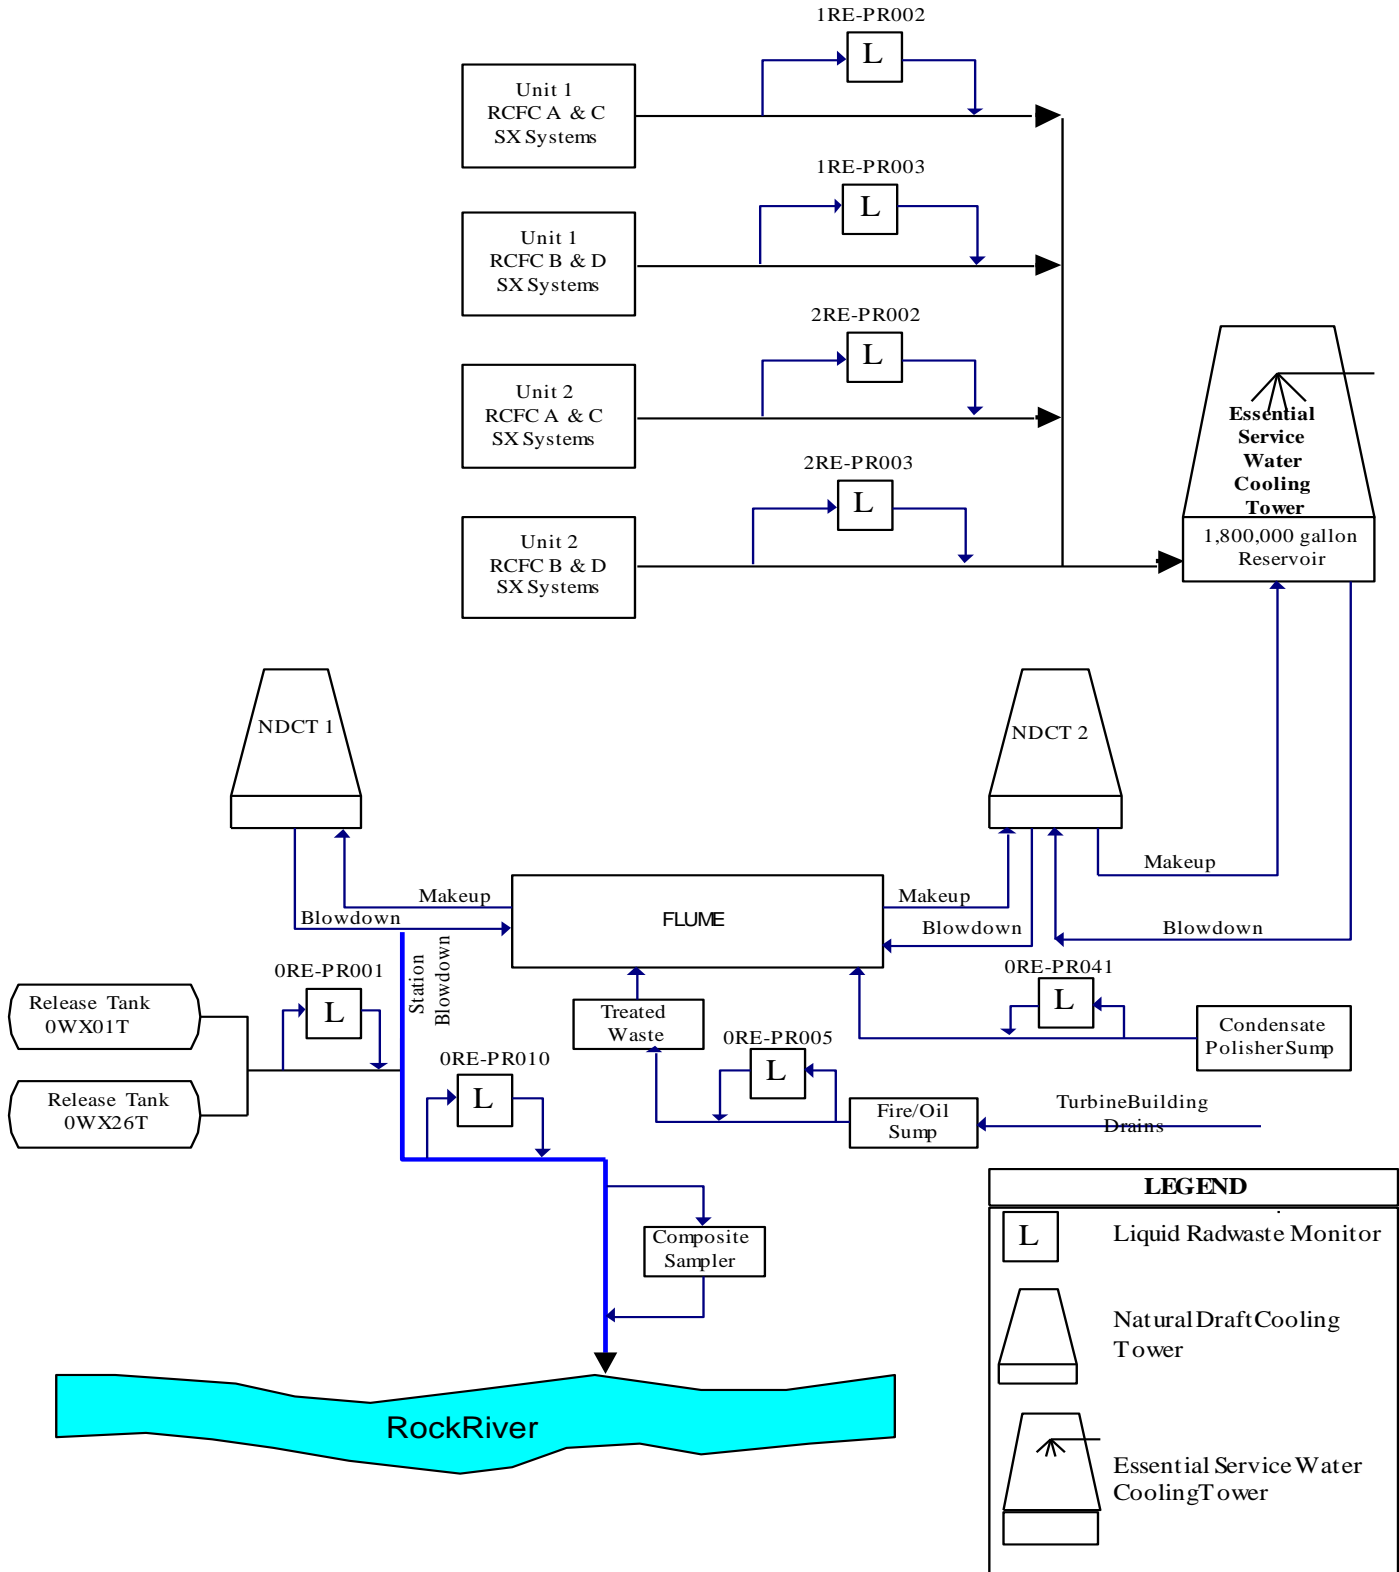 1RE-PR002
L
Unit 1
RCFC A & C
SX Systems
1RE-PR003
L
Unit 1
RCFC B & D
SX Systems
2RE-PR002
L
Unit 2
RCFC A & C
SX Systems
2RE-PR003
L
Unit 2
RCFC B & D
SX Systems
Essential
Service
Water
Cooling
Tower
1,800,000 gallon
Reservoir
NDCT 1
NDCT 2
Makeup
Makeup
Makeup
Blowdown
FLUME
Blowdown
Blowdown
Station
Blowdown
0RE-PR001
L
Release Tank
0WX01T
Release Tank
0WX26T
0RE-PR010
L
Treated
Waste
0RE-PR005
L
0RE-PR041
L
Condensate
Polisher Sump
Fire/Oil
Sump
Turbine Building
Drains
Composite
Sampler
RockRiver
LEGEND
L
Liquid Radwaste Monitor
Natural Draft Cooling
Tower
Essential Service Water
Cooling Tower